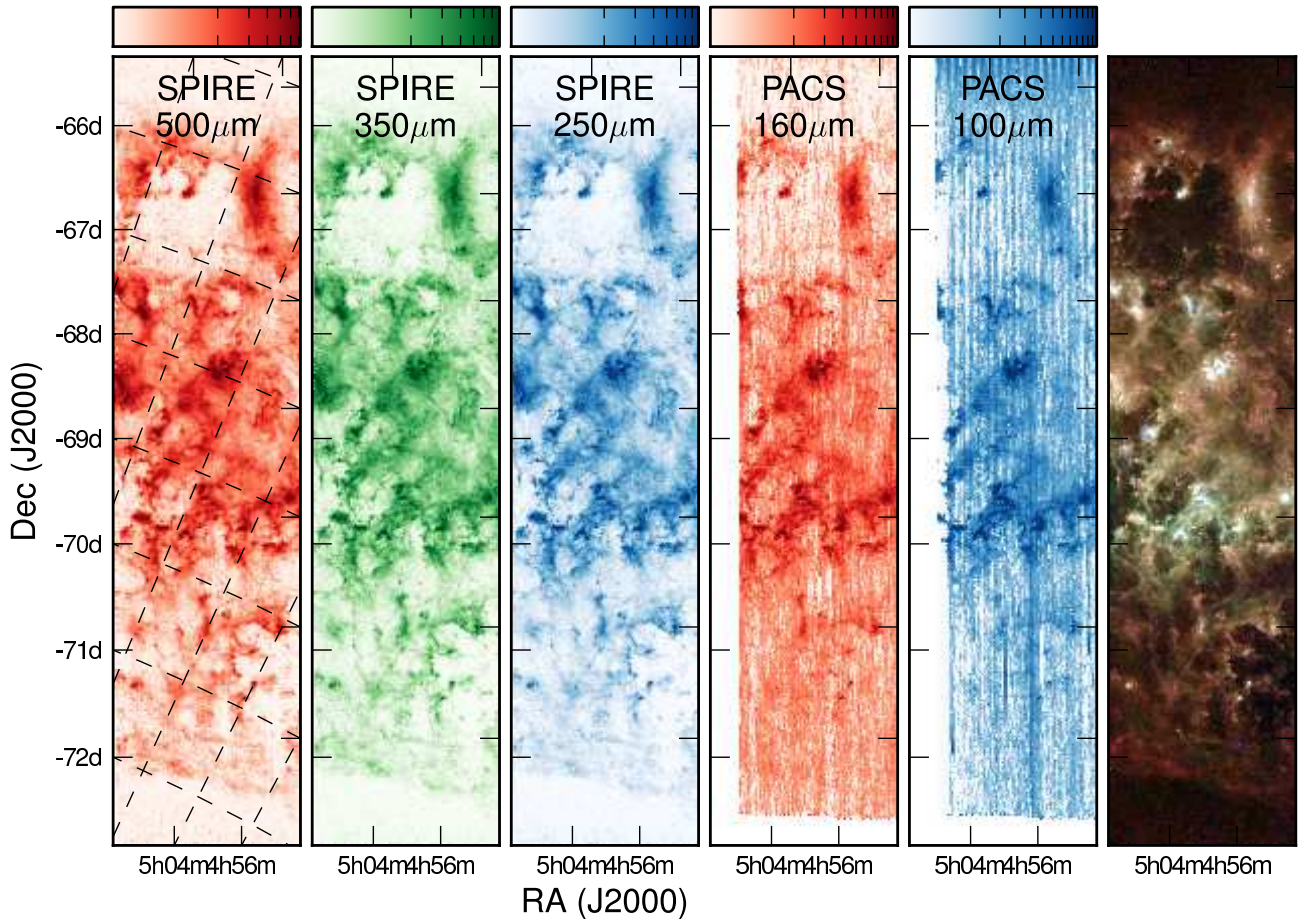 SPIRE
500μm
SPIRE
350μm
SPIRE
250μm
PACS
160μm
PACS
100μm
-66d
-67d
-68d
-69d
-70d
-71d
-72d
Dec (J2000)
5h04m4h56m
5h04m4h56m
5h04m4h56m
5h04m4h56m
5h04m4h56m
5h04m4h56m
RA (J2000)